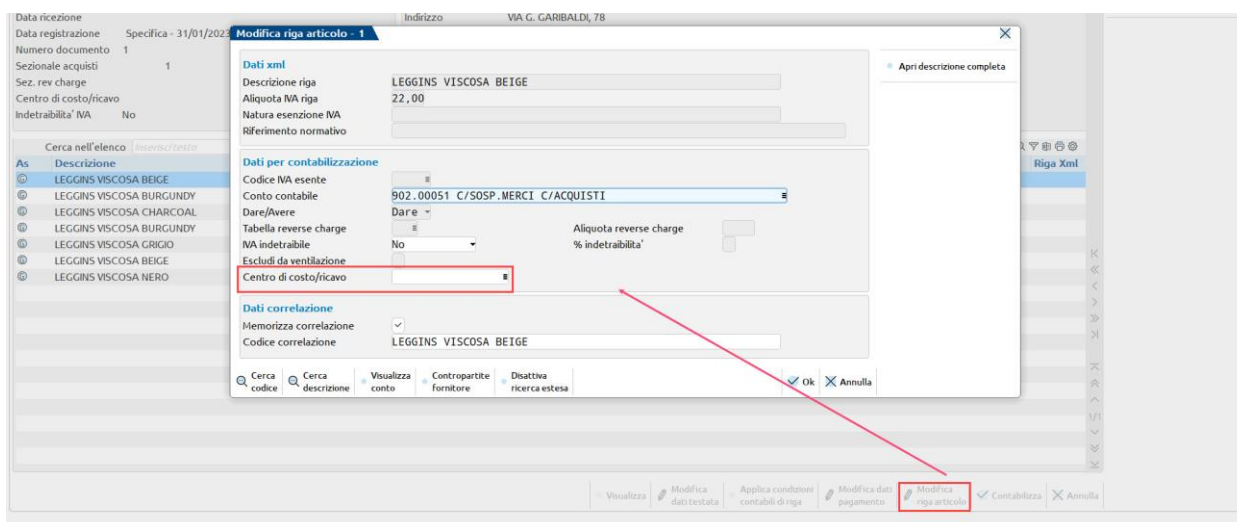 Data ricezione Indirizzo VIA G. GARIBALDI, 78
Data registrazione Specifica - 31/01/2023
Numero documento 1
Sezionale acquisti 1
Sez. rev charge
Centro di costo/ricavo
Indetraibilita' IVA No
Modifica riga articolo - 1
Dati xml
Apri descrizione completa
Descrizione riga LEGGINS VISCOSA BEIGE
Aliquota IVA riga 22,00
Natura esenzione IVA
Riferimento normativo
Cerca nell'elenco Inserisci testo
As Descrizione Riga Xml
LEGGINS VISCOSA BEIGE
LEGGINS VISCOSA BURGUNDY
LEGGINS VISCOSA CHARCOAL
LEGGINS VISCOSA BURGUNDY
LEGGINS VISCOSA GRIGIO
LEGGINS VISCOSA BEIGE
LEGGINS VISCOSA NERO
Dati per contabilizzazione
Codice IVA esente
Conto contabile 902.00051 C/SOSP.MERCI C/ACQUISTI
Dare/Avere Dare
Tabella reverse charge Aliquota reverse charge
IVA indetraibile No % indetraibilita'
Escludi da ventilazione
Centro di costo/ricavo
Dati correlazione
Memorizza correlazione
Codice correlazione LEGGINS VISCOSA BEIGE
Cerca codice Cerca descrizione Visualizza conto Contropartite fornitore Disattiva ricerca estesa Ok Annulla
1/1
Visualizza Modifica dati testata Applica condizioni contabili di riga Modifica dati pagamento Modifica riga articolo Contabilizza Annulla